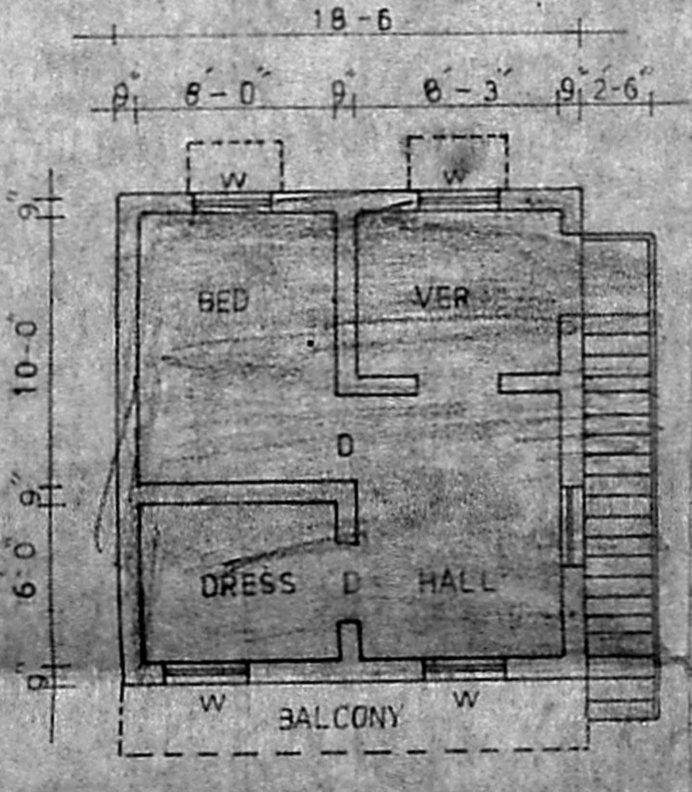 18-6
9" 8'-0" 9" 8'-3" 9" 2'-6"
W W
9"
BED VER
10-0"
D
9"
6'0"
DRESS D HALL
9"
W W
BALCONY